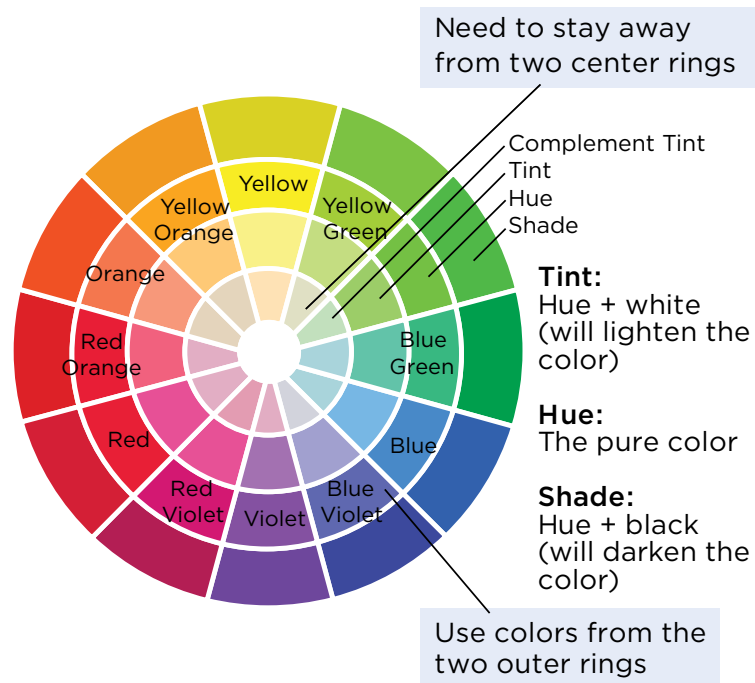 Need to stay away
from two center rings
Complement Tint
Tint
Hue
Shade
Yellow
Yellow
Orange
Yellow
Green
Orange
Red
Orange
Blue
Green
Red
Blue
Red
Violet
Violet
Blue
Violet
Tint:
Hue + white
(will lighten the
color)
Hue:
The pure color
Shade:
Hue + black
(will darken the
color)
Use colors from the
two outer rings